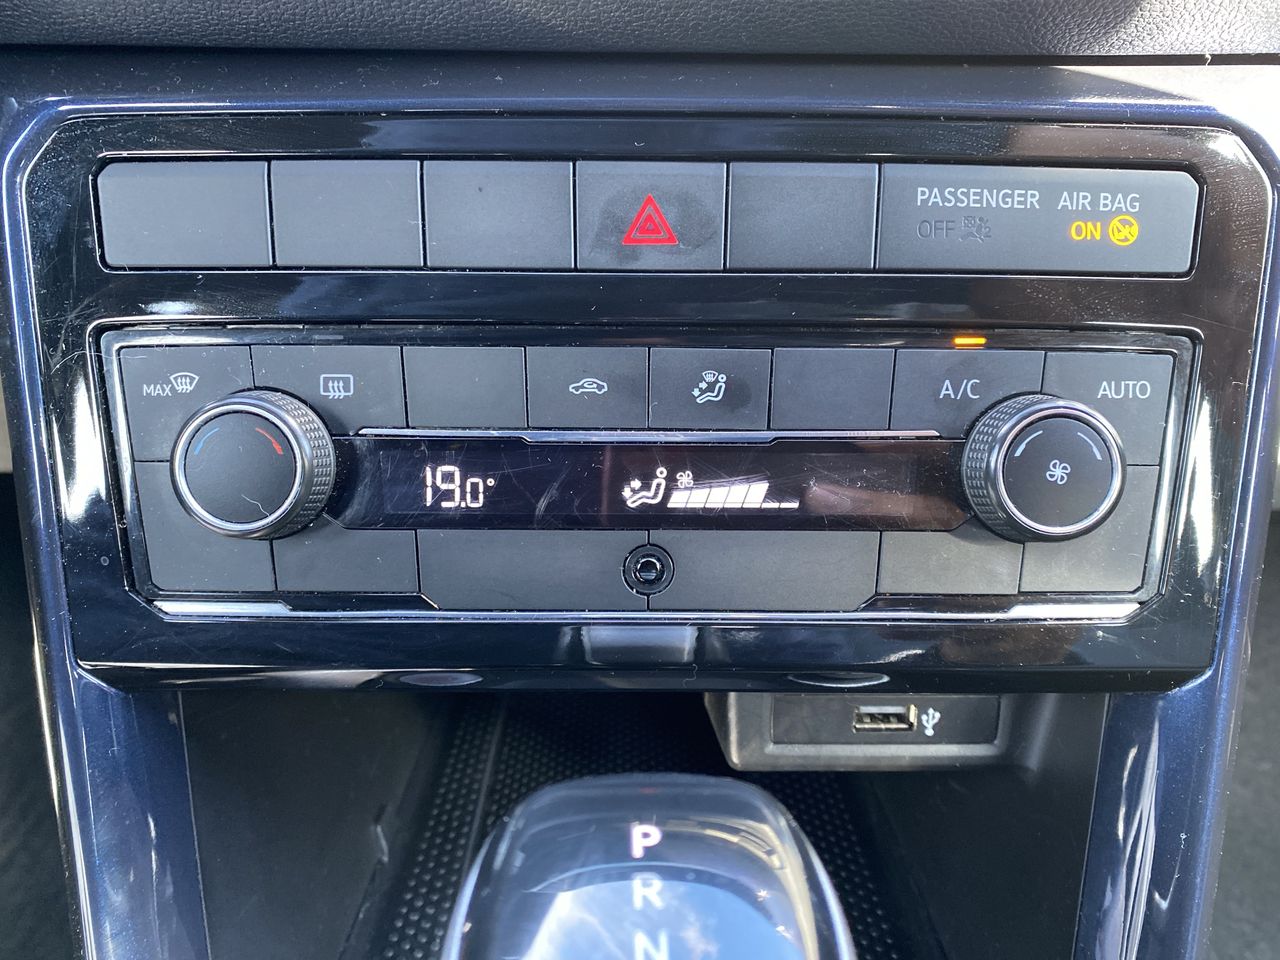 PASSENGER AIR BAG
OFF ON
MAX
A/C
AUTO
19.0°
P
R
N